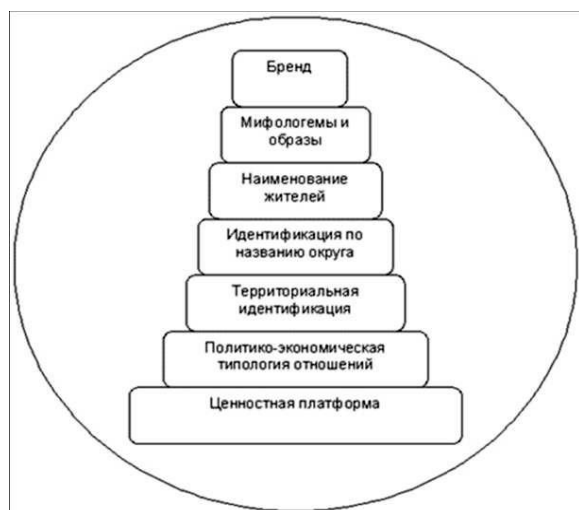 Бренд
Мифологемы и
образы
Наименование
жителей
Идентификация по
названию округа
Территориальная
идентификация
Политико-экономическая
типология отношений
Ценностная платформа